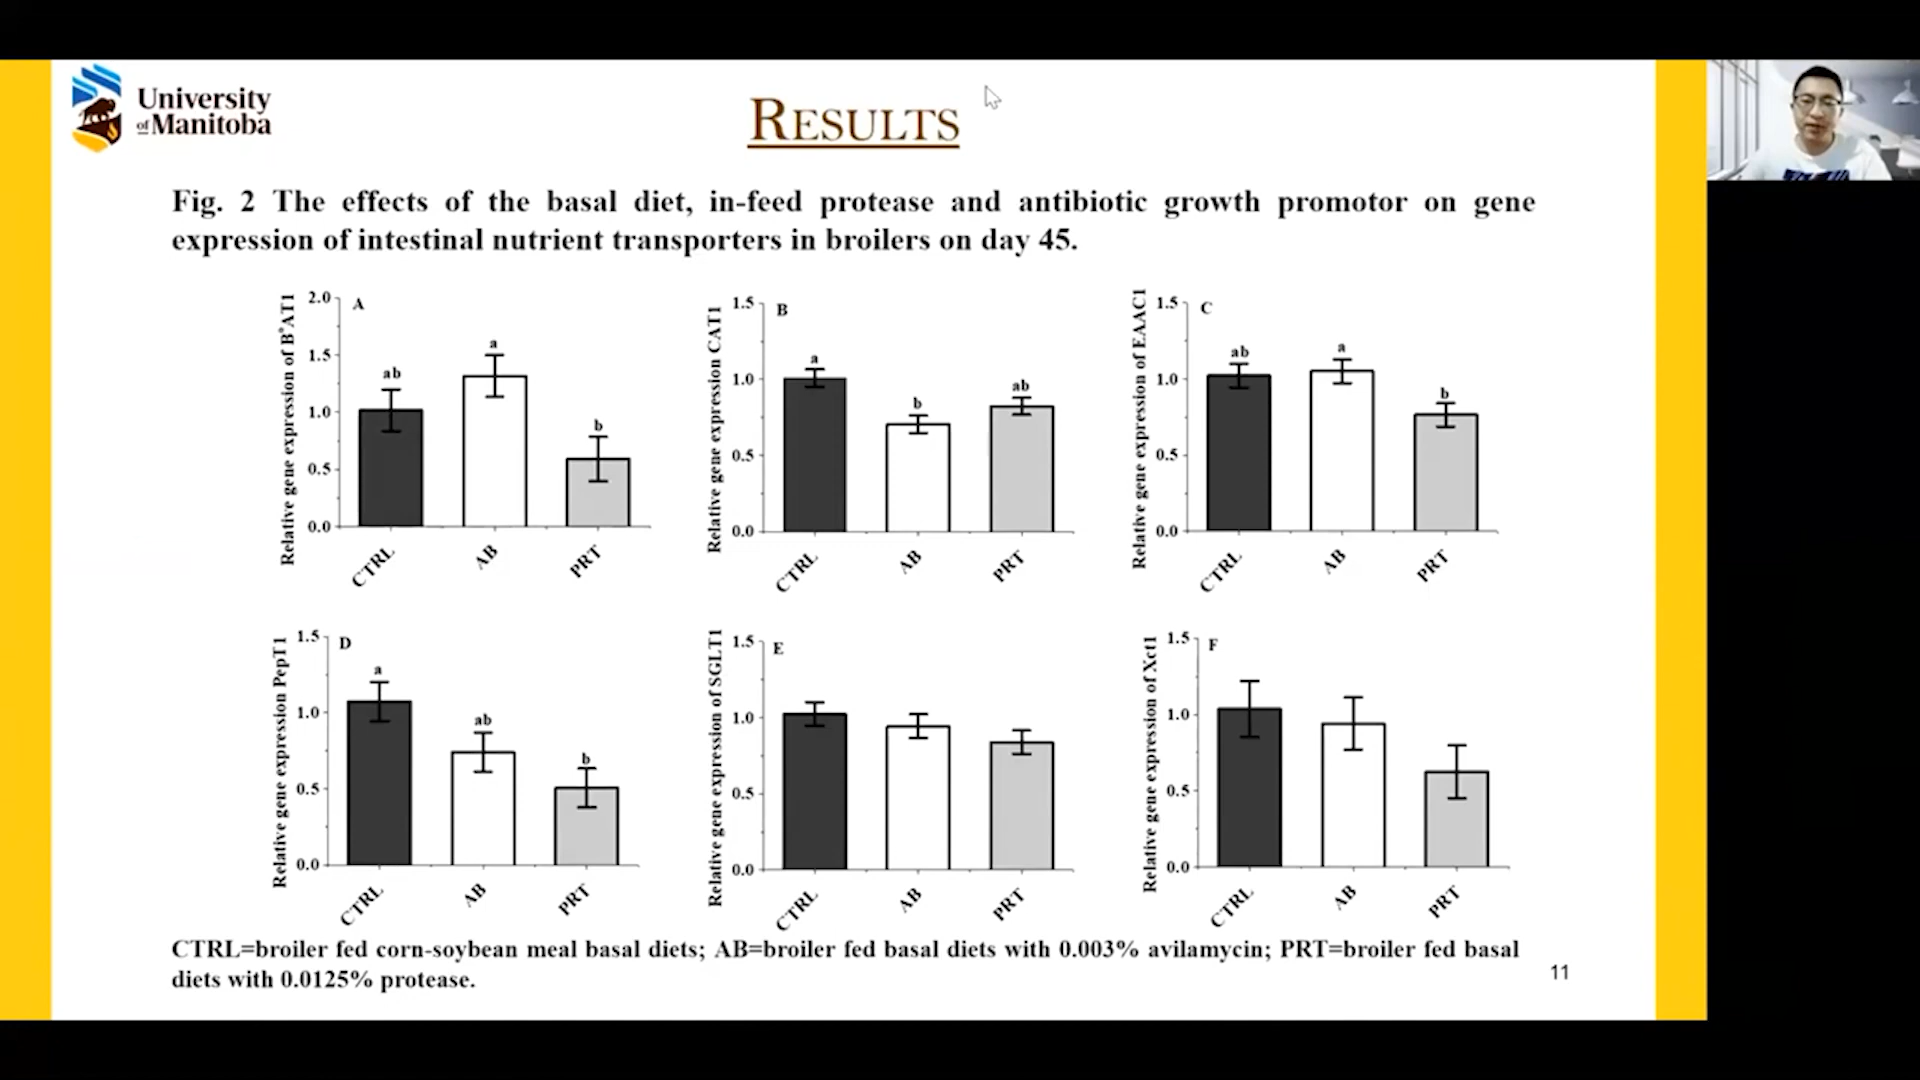 University
of Manitoba
RESULTS
Fig. 2 The effects of the basal diet, in-feed protease and antibiotic growth promotor on gene
expression of intestinal nutrient transporters in broilers on day 45.
Relative gene expression of B°AT1
2.0
1.5
1.0
0.5
0.0
A
ab
a
b
CTRL
AB
PRT
Relative gene expression CAT1
1.5
1.0
0.5
0.0
B
a
b
ab
CTRL
AB
PRT
Relative gene expression of EAAC1
1.5
1.0
0.5
0.0
C
ab
a
b
CTRL
AB
PRT
Relative gene expression PepT1
1.5
1.0
0.5
0.0
D
a
ab
b
CTRL
AB
PRT
Relative gene expression of SGLT1
1.5
1.0
0.5
0.0
E
CTRL
AB
PRT
Relative gene expression of Xct1
1.5
1.0
0.5
0.0
F
CTRL
AB
PRT
CTRL=broiler fed corn-soybean meal basal diets; AB=broiler fed basal diets with 0.003% avilamycin; PRT=broiler fed basal
diets with 0.0125% protease.
11